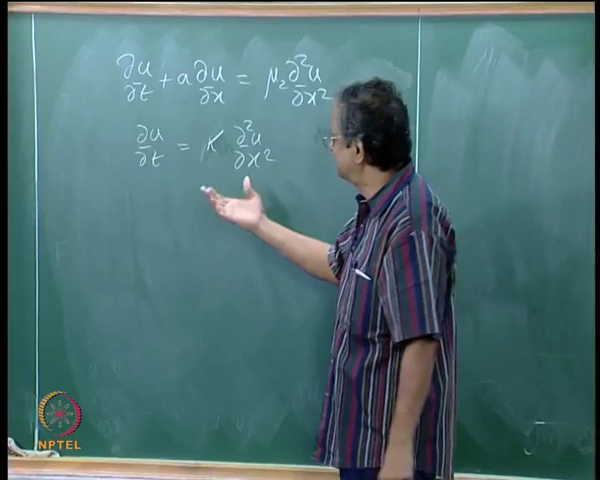 ∂u/∂t + a ∂u/∂x = μ₂ ∂²u/∂x²
∂u/∂t = κ ∂²u/∂x²
NPTEL